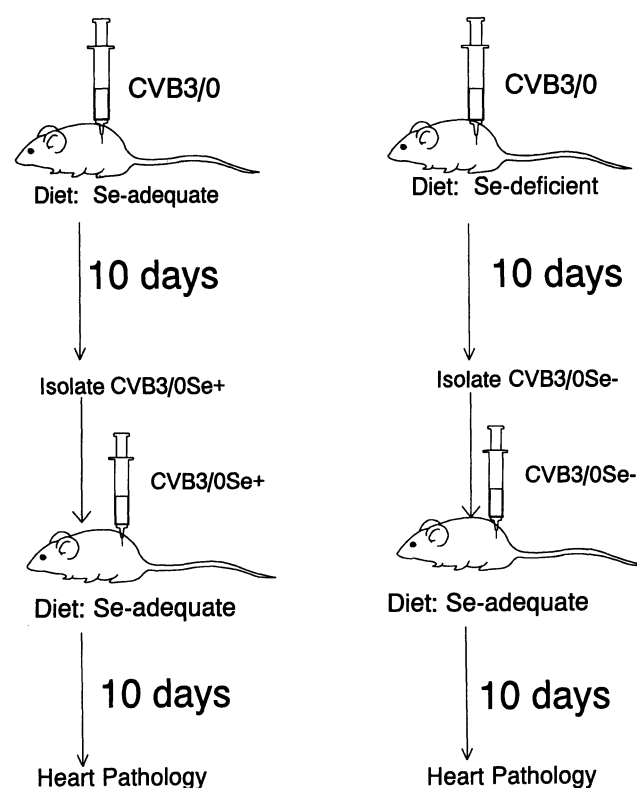 CVB3/0
Diet: Se-adequate
10 days
Isolate CVB3/0Se+
CVB3/0Se+
Diet: Se-adequate
10 days
Heart Pathology
CVB3/0
Diet: Se-deficient
10 days
Isolate CVB3/0Se-
CVB3/0Se-
Diet: Se-adequate
10 days
Heart Pathology